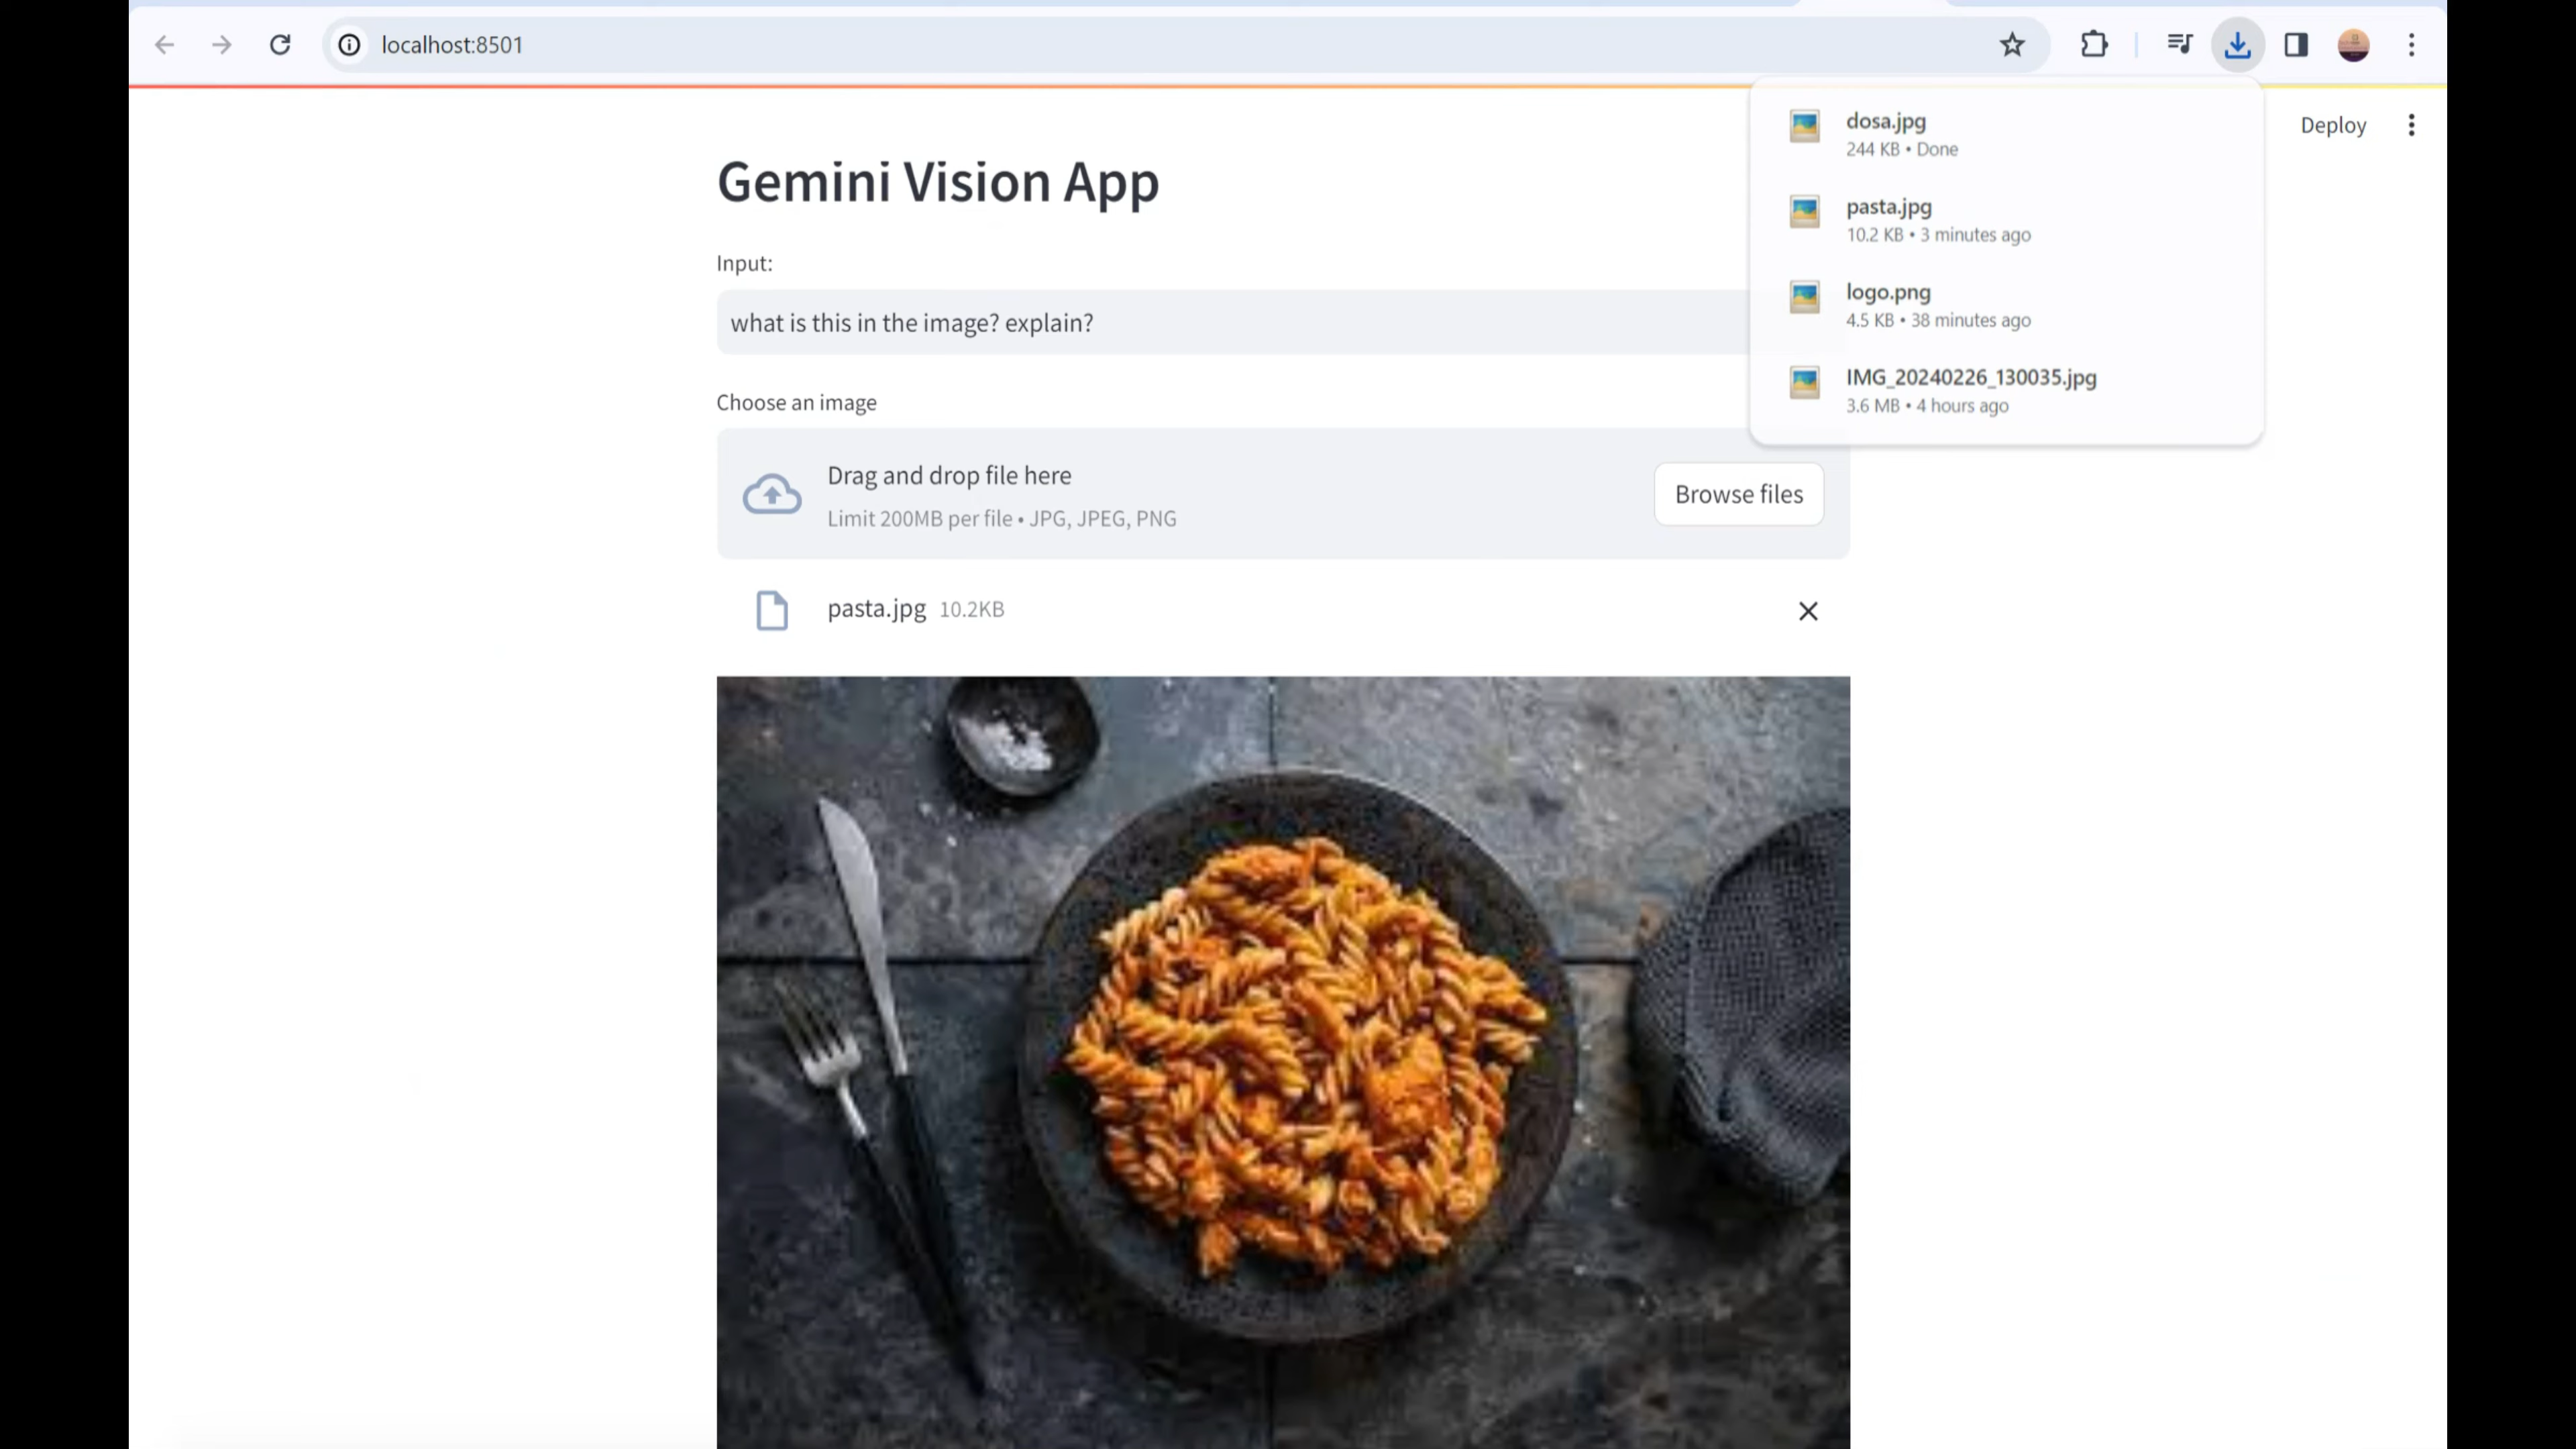 localhost:8501
dosa.jpg
244 KB • Done
pasta.jpg
10.2 KB • 3 minutes ago
logo.png
4.5 KB • 38 minutes ago
IMG_20240226_130035.jpg
3.6 MB • 4 hours ago
Deploy
Gemini Vision App
Input:
what is this in the image? explain?
Choose an image
Drag and drop file here
Limit 200MB per file • JPG, JPEG, PNG
Browse files
pasta.jpg 10.2KB